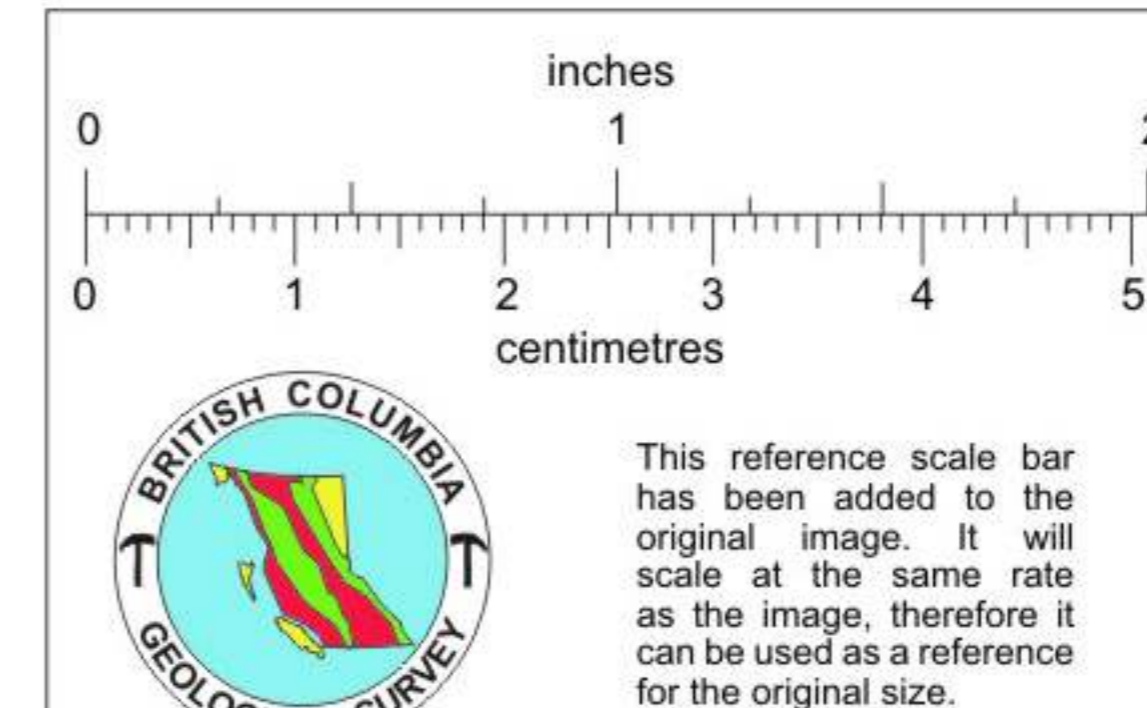 inches
0 1
0 1 2 3 4 5
centimetres
BRITISH COLUMBIA
SURVEY
This reference scale bar
has been added to the
original image. It will
scale at the same rate
as the image, therefore it
can be used as a reference
for the original size.